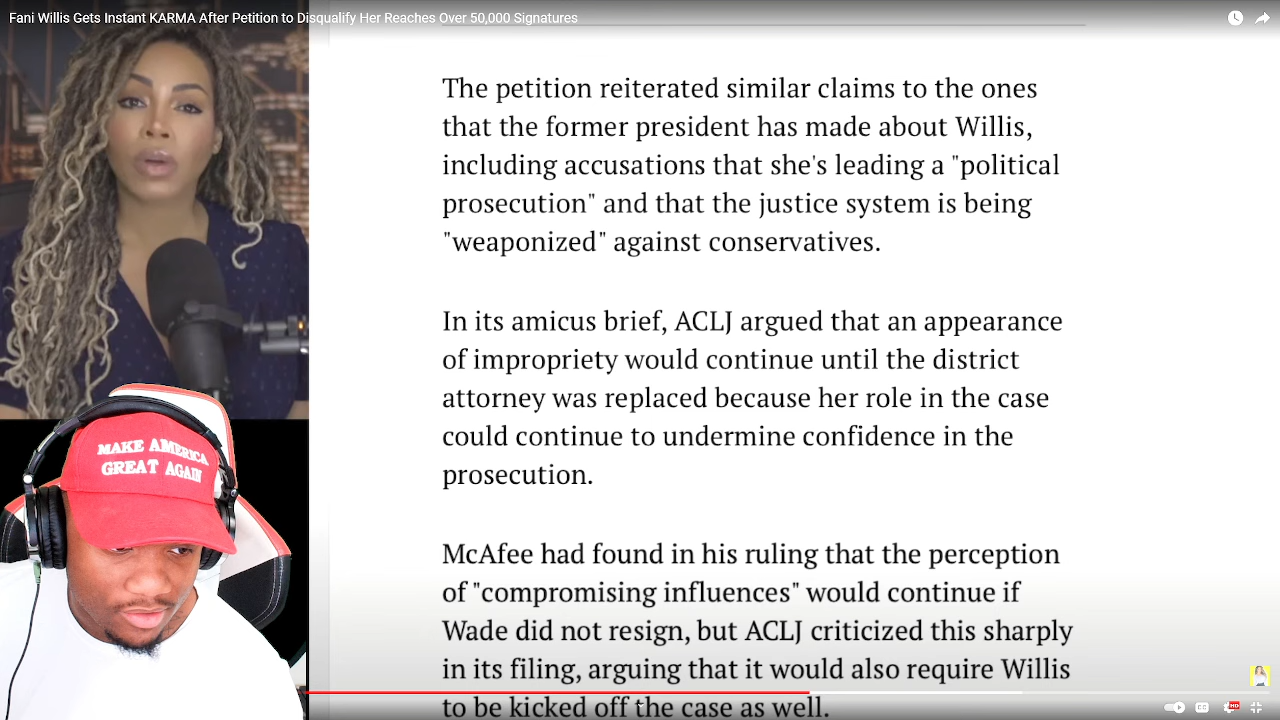 Fani Willis Gets Instant KARMA After Petition to Disqualify Her Reaches Over 50,000 Signatures
The petition reiterated similar claims to the ones
that the former president has made about Willis,
including accusations that she's leading a "political
prosecution" and that the justice system is being
"weaponized" against conservatives.
In its amicus brief, ACLJ argued that an appearance
of impropriety would continue until the district
attorney was replaced because her role in the case
could continue to undermine confidence in the
prosecution.
McAfee had found in his ruling that the perception
of "compromising influences" would continue if
Wade did not resign, but ACLJ criticized this sharply
in its filing, arguing that it would also require Willis
to be kicked off the case as well.
MAKE AMERICA
GREAT AGAIN
CC
HD